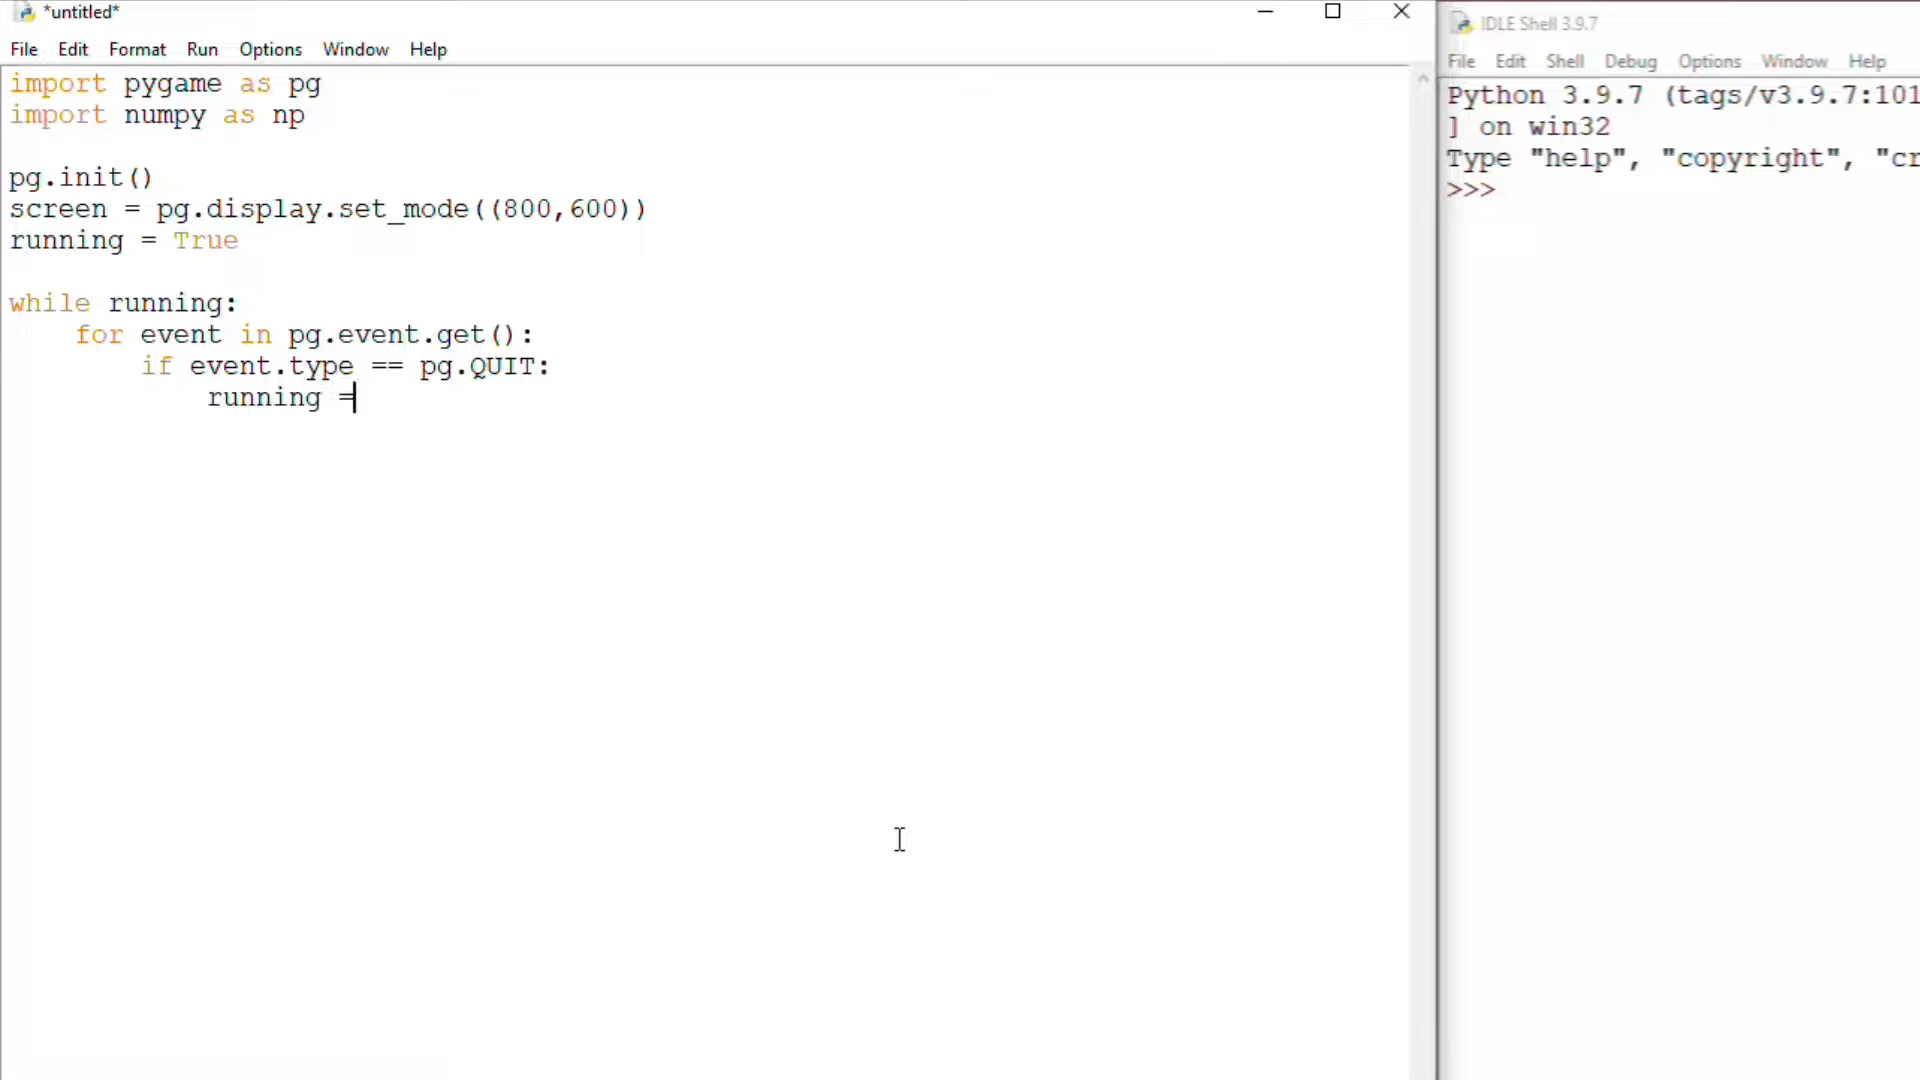 *untitled*
File Edit Format Run Options Window Help
import pygame as pg
import numpy as np
pg.init()
screen = pg.display.set_mode((800,600))
running = True
while running:
    for event in pg.event.get():
        if event.type == pg.QUIT:
            running =
IDLE Shell 3.9.7
File Edit Shell Debug Options Window Help
Python 3.9.7 (tags/v3.9.7:101
] on win32
Type "help", "copyright", "cr
>>>